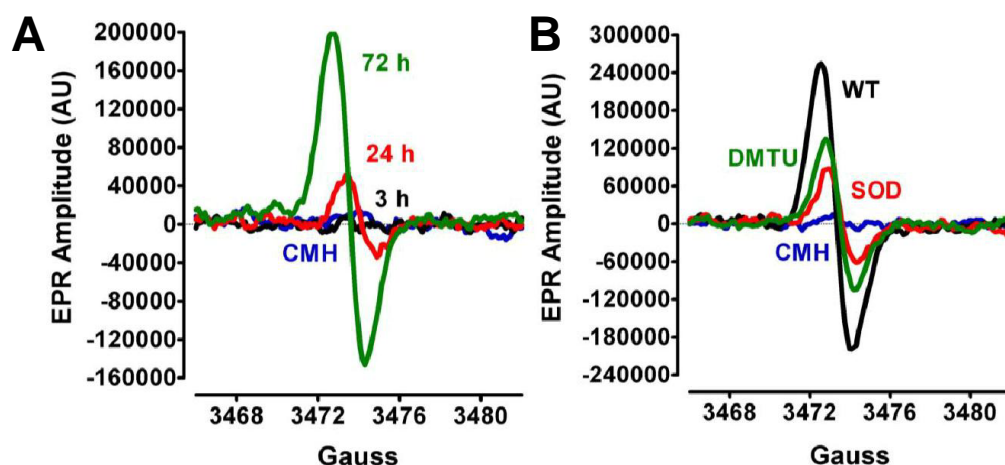 A
EPR Amplitude (AU)
200000
160000
120000
80000
40000
0
-40000
-80000
-120000
-160000
72 h
24 h
3 h
CMH
3468 3472 3476 3480
Gauss
B
EPR Amplitude (AU)
300000
240000
180000
120000
60000
0
-60000
-120000
-180000
-240000
WT
DMTU
SOD
CMH
3468 3472 3476 3480
Gauss